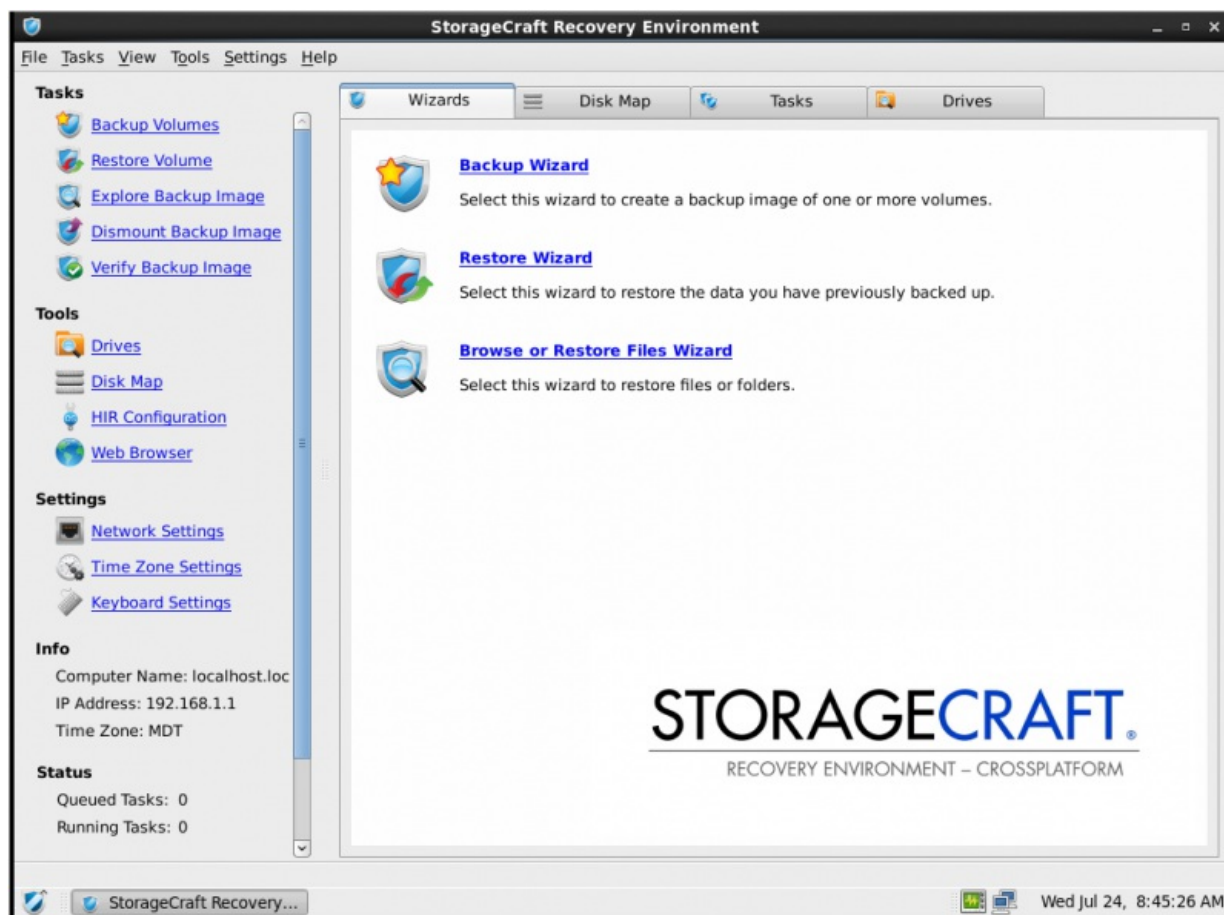 StorageCraft Recovery Environment
File Tasks View Tools Settings Help
Tasks
Backup Volumes
Restore Volume
Explore Backup Image
Dismount Backup Image
Verify Backup Image
Tools
Drives
Disk Map
HIR Configuration
Web Browser
Settings
Network Settings
Time Zone Settings
Keyboard Settings
Info
Computer Name: localhost.loc
IP Address: 192.168.1.1
Time Zone: MDT
Status
Queued Tasks: 0
Running Tasks: 0
Wizards Disk Map Tasks Drives
Backup Wizard
Select this wizard to create a backup image of one or more volumes.
Restore Wizard
Select this wizard to restore the data you have previously backed up.
Browse or Restore Files Wizard
Select this wizard to restore files or folders.
STORAGECRAFT®
RECOVERY ENVIRONMENT – CROSSPLATFORM
StorageCraft Recovery...
Wed Jul 24, 8:45:26 AM